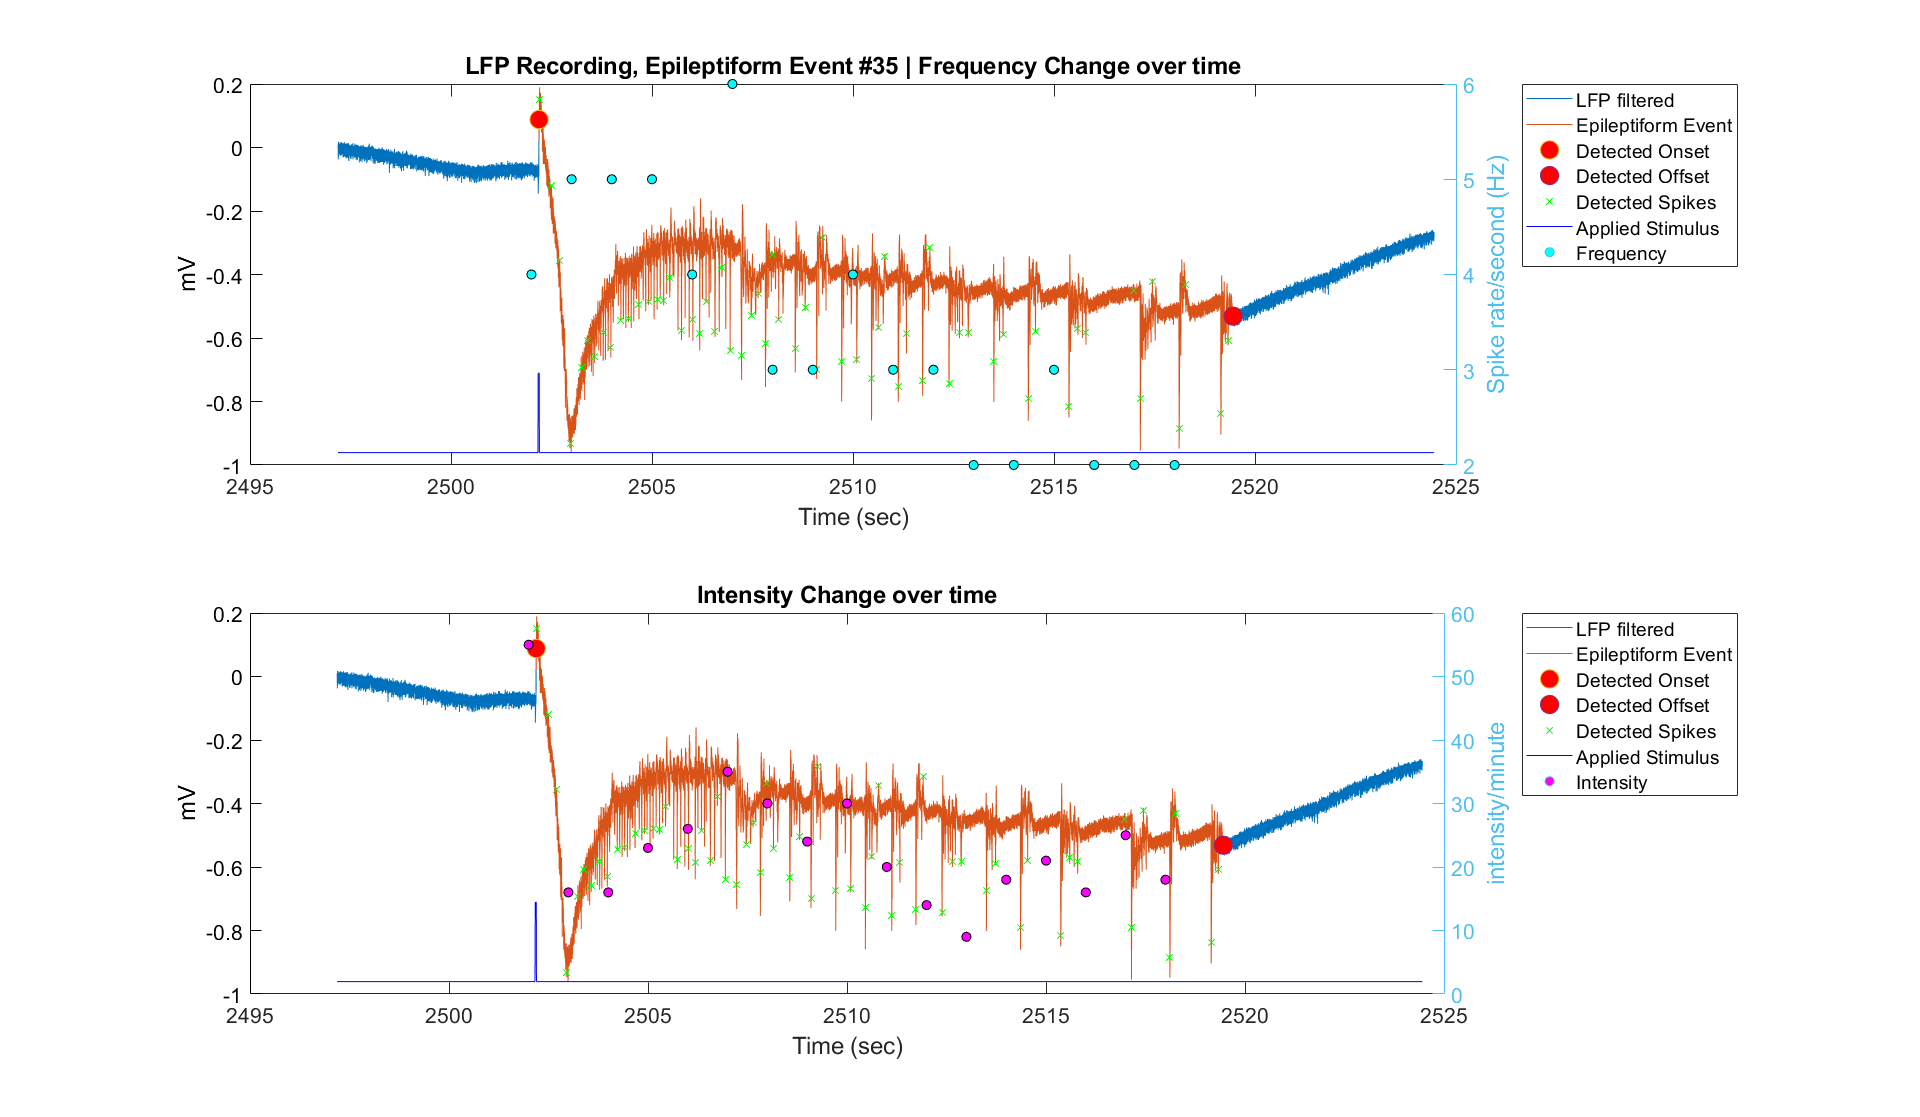 LFP Recording, Epileptiform Event #35 | Frequency Change over time
0.2
0
-0.2
-0.4
-0.6
-0.8
-1
mV
6
5
4
3
2
Spike rate/second (Hz)
2495 2500 2505 2510 2515 2520 2525
Time (sec)
LFP filtered
Epileptiform Event
Detected Onset
Detected Offset
Detected Spikes
Applied Stimulus
Frequency
Intensity Change over time
0.2
0
-0.2
-0.4
-0.6
-0.8
-1
mV
60
50
40
30
20
10
0
intensity/minute
2495 2500 2505 2510 2515 2520 2525
Time (sec)
LFP filtered
Epileptiform Event
Detected Onset
Detected Offset
Detected Spikes
Applied Stimulus
Intensity